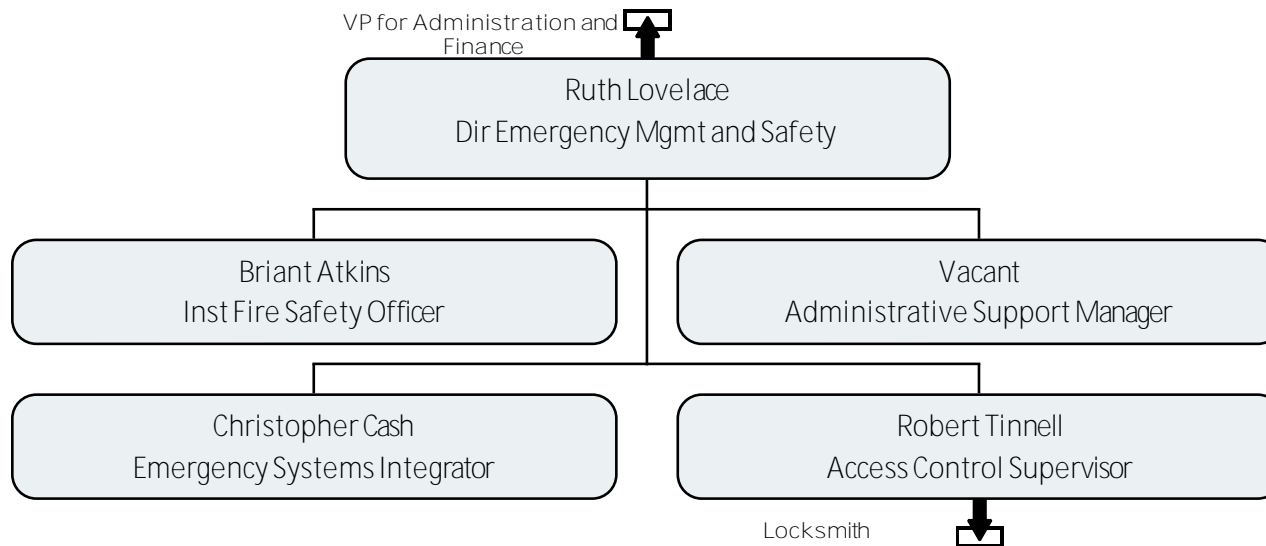 VP for Administration and
Finance
Ruth Lovelace
Dir Emergency Mgmt and Safety
Briant Atkins
Inst Fire Safety Officer
Vacant
Administrative Support Manager
Christopher Cash
Emergency Systems Integrator
Robert Tinnell
Access Control Supervisor
Locksmith